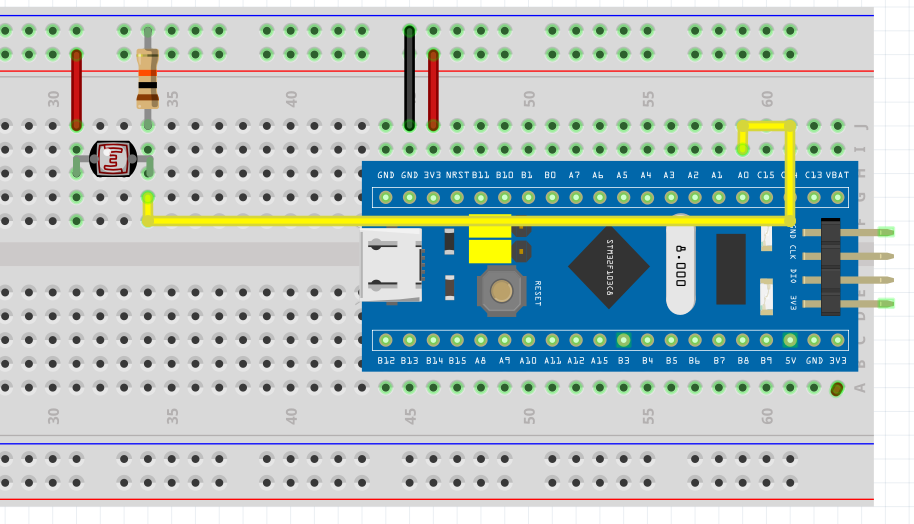 30 35 40 45 50 55 60
J
I
H
G
F
GND GND 3V3 NRST B11 B10 B1 B0 A7 A6 A5 A4 A3 A2 A1 A0 C15 C13 VBAT
STM32F103C8
8.000
RESET
GND CLK DIO 3V3
E
D
C
B
A
B12 B13 B14 B15 A8 A9 A10 A11 A12 A15 B3 B4 B5 B6 B7 B8 B9 5V GND 3V3
30 35 40 45 50 55 60